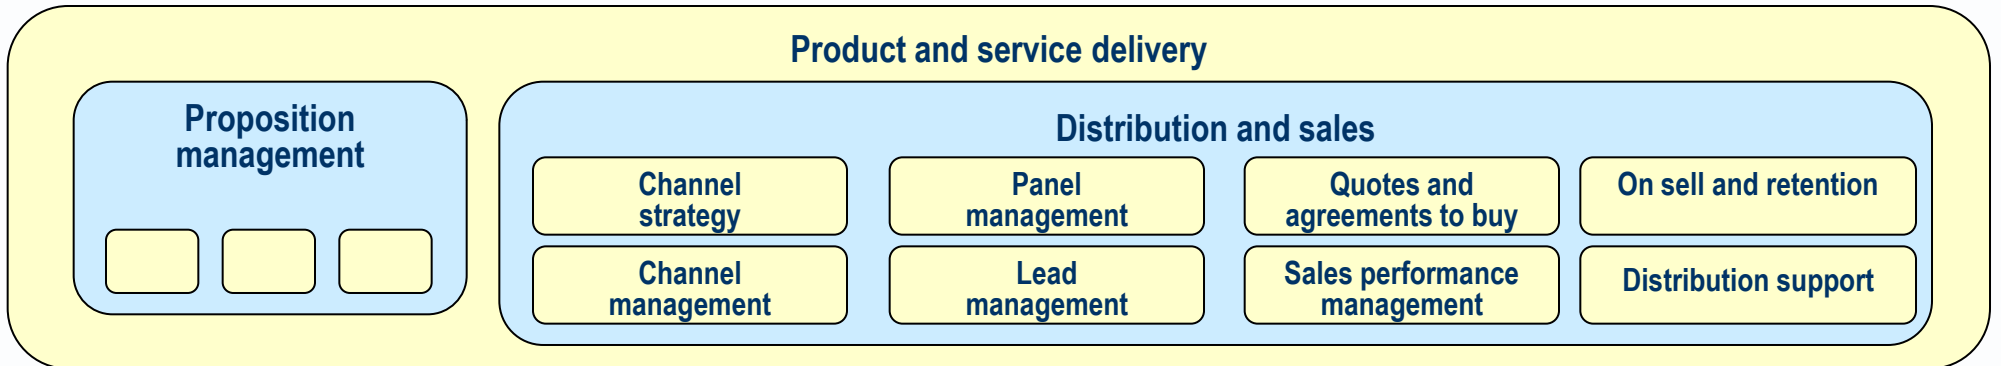 Product and service delivery
Proposition
management
Distribution and sales
Channel
strategy
Panel
management
Quotes and
agreements to buy
On sell and retention
Channel
management
Lead
management
Sales performance
management
Distribution support